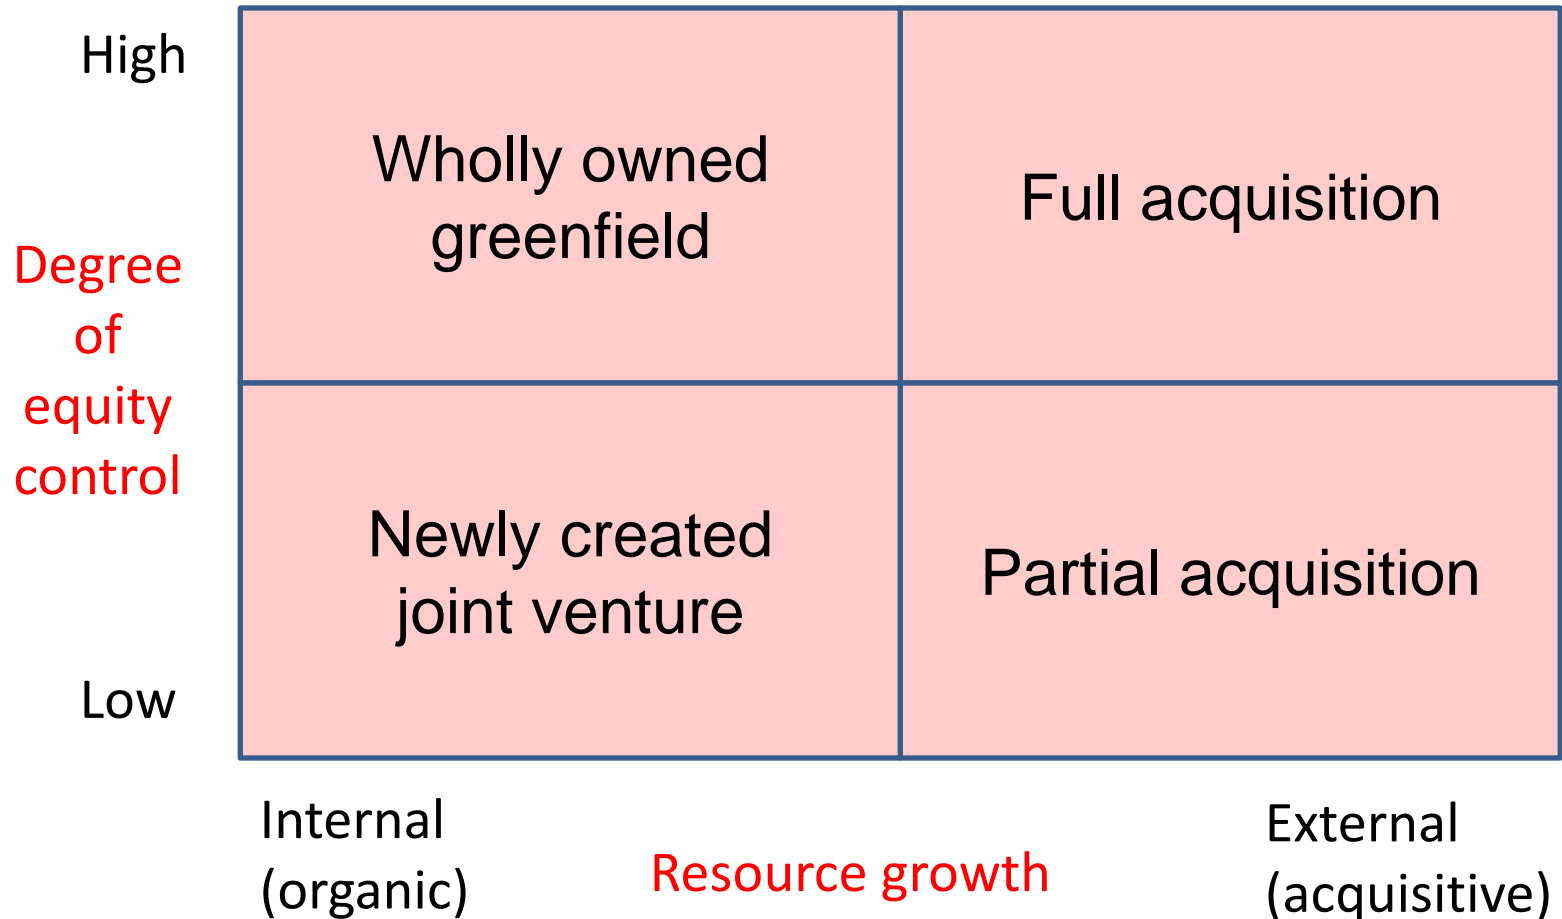 High
Wholly owned
greenfield
Full acquisition
Degree
of
equity
control
Newly created
joint venture
Partial acquisition
Low
Internal
(organic)
Resource growth
External
(acquisitive)